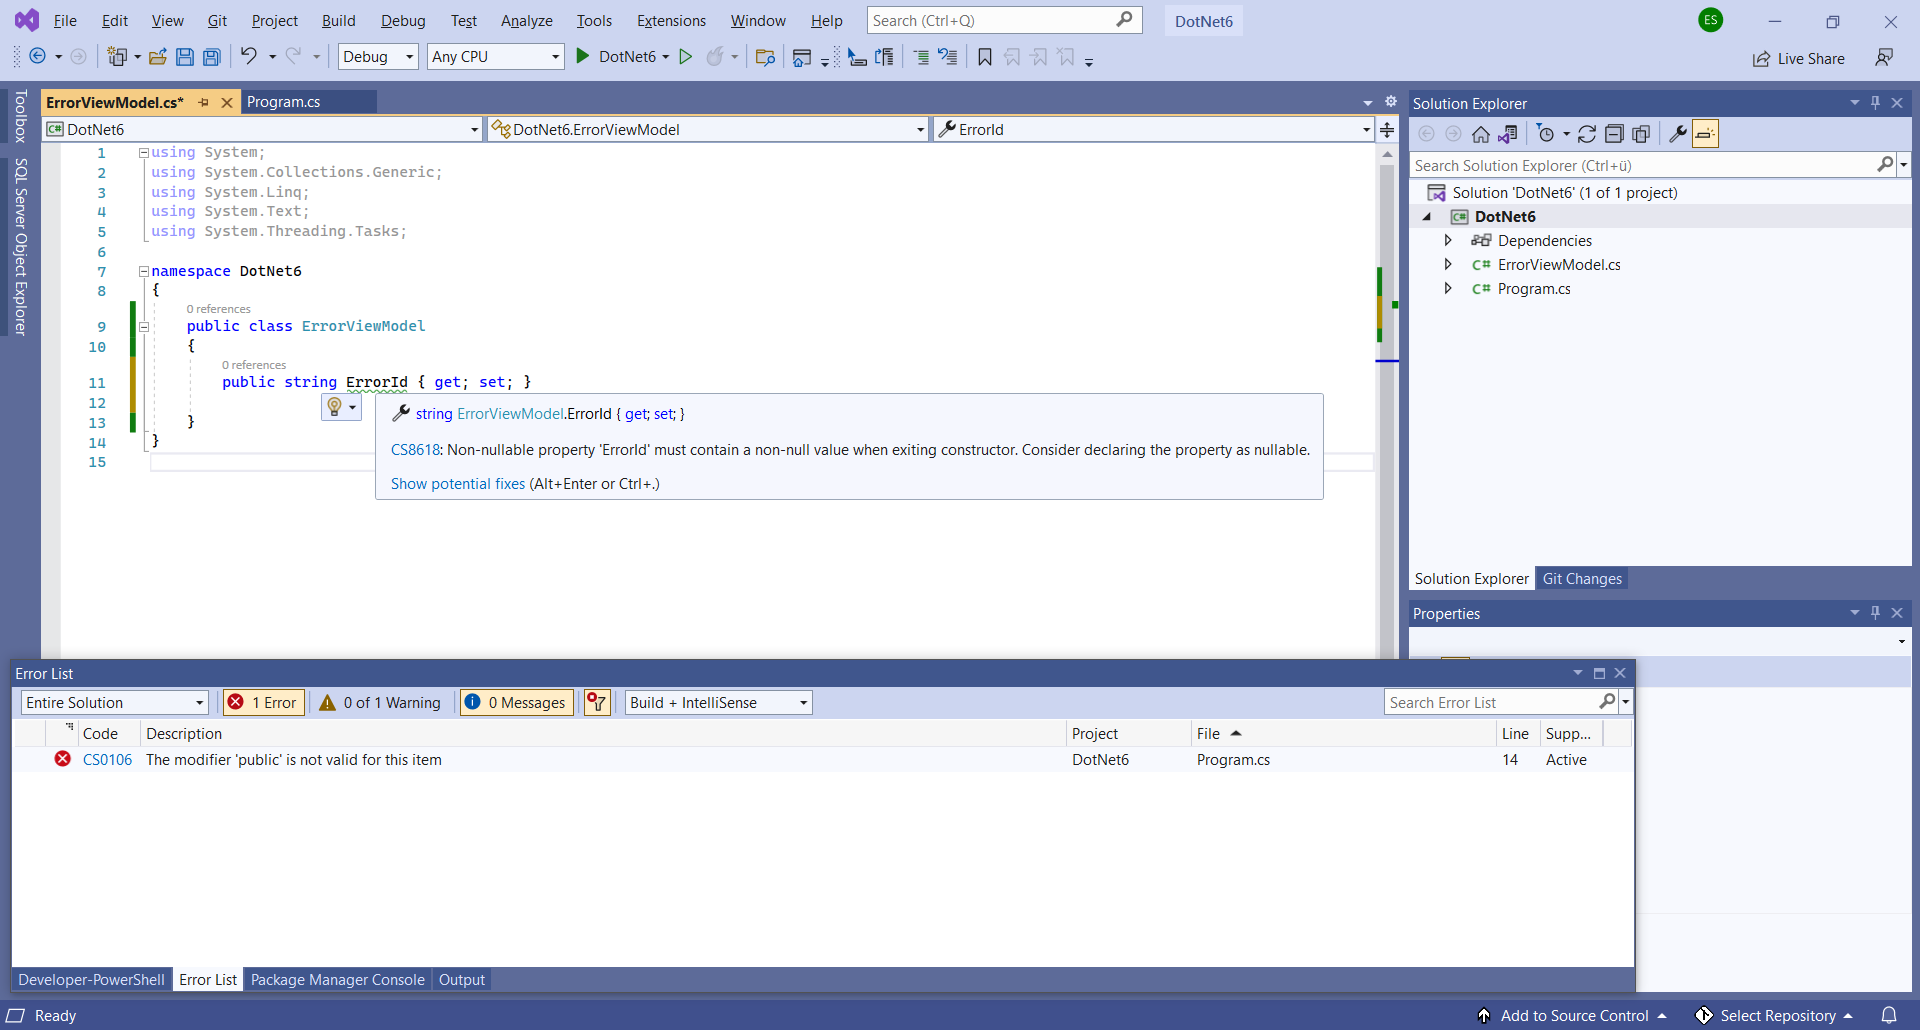 File Edit View Git Project Build Debug Test Analyze Tools Extensions Window Help Search (Ctrl+Q) DotNet6 ES
Debug Any CPU DotNet6 Live Share
Toolbox
SQL Server Object Explorer
ErrorViewModel.cs* Program.cs
DotNet6 DotNet6.ErrorViewModel ErrorId
1 using System;
2 using System.Collections.Generic;
3 using System.Linq;
4 using System.Text;
5 using System.Threading.Tasks;
6
7 namespace DotNet6
8 {
0 references
9 public class ErrorViewModel
10 {
0 references
11 public string ErrorId { get; set; }
12
13 }
14 }
15
string ErrorViewModel.ErrorId { get; set; }
CS8618: Non-nullable property 'ErrorId' must contain a non-null value when exiting constructor. Consider declaring the property as nullable.
Show potential fixes (Alt+Enter or Ctrl+.)
Solution Explorer
Search Solution Explorer (Ctrl+ü)
Solution 'DotNet6' (1 of 1 project)
C# DotNet6
Dependencies
C# ErrorViewModel.cs
C# Program.cs
Solution Explorer Git Changes
Properties
Error List
Entire Solution 1 Error 0 of 1 Warning 0 Messages Build + IntelliSense Search Error List
Code Description Project File Line Supp...
CS0106 The modifier 'public' is not valid for this item DotNet6 Program.cs 14 Active
Developer-PowerShell Error List Package Manager Console Output
Ready Add to Source Control Select Repository